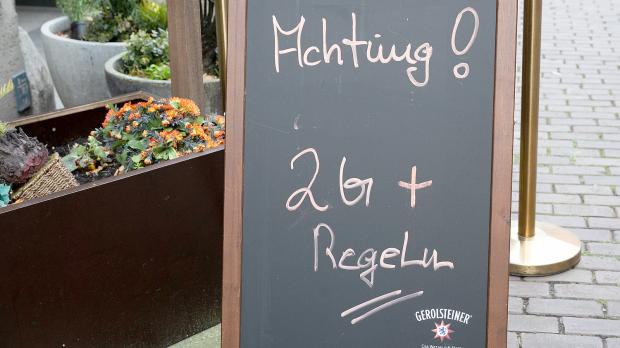 Achtung!
2G +
Regeln
GEROLSTEINER